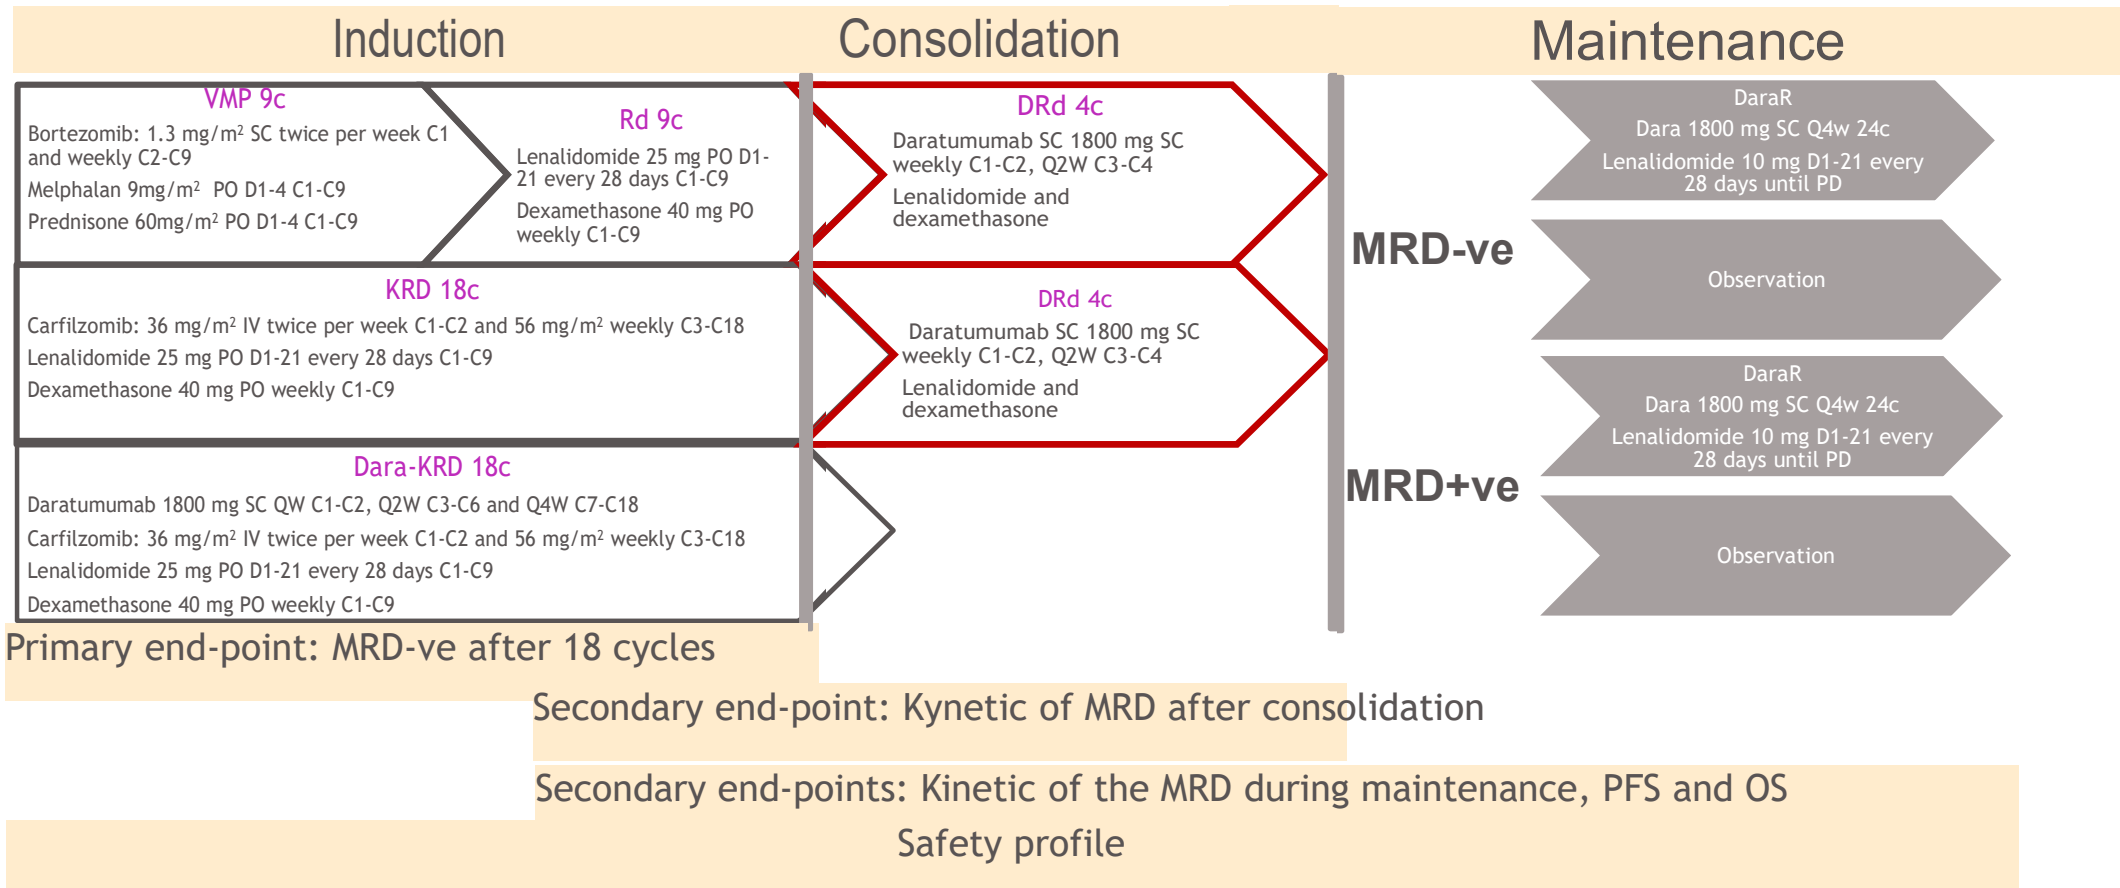 Induction
Consolidation
Maintenance
VMP 9c
Bortezomib: 1.3 mg/m² SC twice per week C1
and weekly C2-C9
Melphalan 9mg/m² PO D1-4 C1-C9
Prednisone 60mg/m² PO D1-4 C1-C9
Rd 9c
Lenalidomide 25 mg PO D1-
21 every 28 days C1-C9
Dexamethasone 40 mg PO
weekly C1-C9
DRd 4c
Daratumumab SC 1800 mg SC
weekly C1-C2, Q2W C3-C4
Lenalidomide and
dexamethasone
KRD 18c
Carfilzomib: 36 mg/m² IV twice per week C1-C2 and 56 mg/m² weekly C3-C18
Lenalidomide 25 mg PO D1-21 every 28 days C1-C9
Dexamethasone 40 mg PO weekly C1-C9
DRd 4c
Daratumumab SC 1800 mg SC
weekly C1-C2, Q2W C3-C4
Lenalidomide and
dexamethasone
Dara-KRD 18c
Daratumumab 1800 mg SC QW C1-C2, Q2W C3-C6 and Q4W C7-C18
Carfilzomib: 36 mg/m² IV twice per week C1-C2 and 56 mg/m² weekly C3-C18
Lenalidomide 25 mg PO D1-21 every 28 days C1-C9
Dexamethasone 40 mg PO weekly C1-C9
MRD-ve
DaraR
Dara 1800 mg SC Q4w 24c
Lenalidomide 10 mg D1-21 every
28 days until PD
Observation
MRD+ve
DaraR
Dara 1800 mg SC Q4w 24c
Lenalidomide 10 mg D1-21 every
28 days until PD
Observation
Primary end-point: MRD-ve after 18 cycles
Secondary end-point: Kynetic of MRD after consolidation
Secondary end-points: Kinetic of the MRD during maintenance, PFS and OS
Safety profile